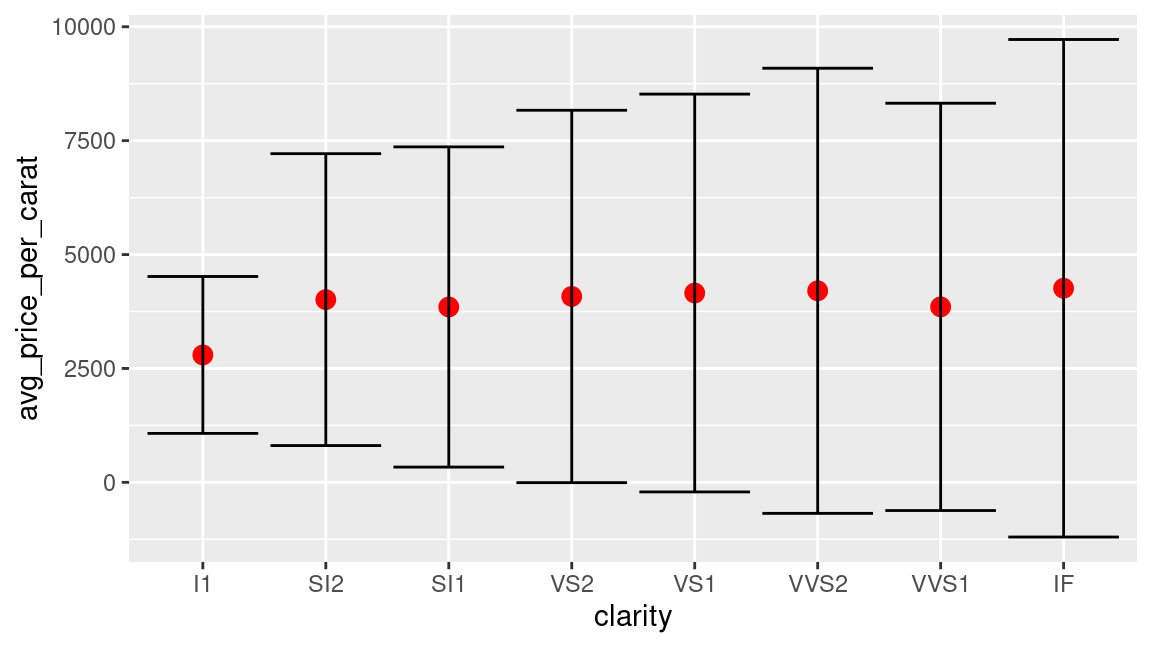 avg_price_per_carat
10000
7500
5000
2500
0
I1 SI2 SI1 VS2 VS1 VVS2 VVS1 IF
clarity